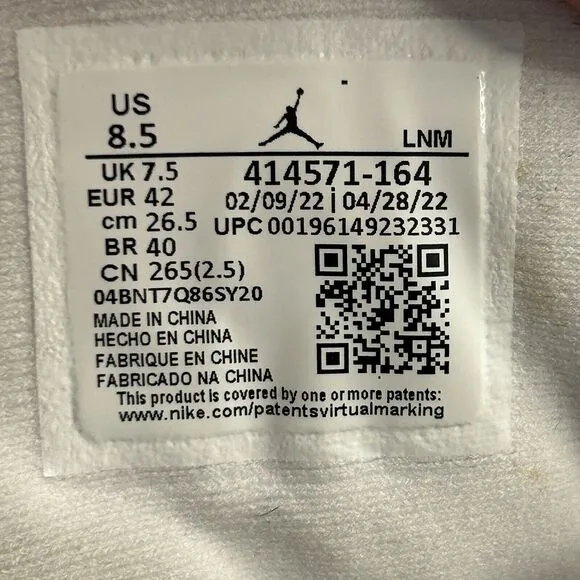 US
8.5
LNM
UK 7.5
414571-164
EUR 42
02/09/22 | 04/28/22
cm 26.5
UPC 00196149232331
BR 40
CN 265(2.5)
04BNT7Q86SY20
MADE IN CHINA
HECHO EN CHINA
FABRIQUE EN CHINE
FABRICADO NA CHINA
This product is covered by one or more patents:
www.nike.com/patentsvirtualmarking